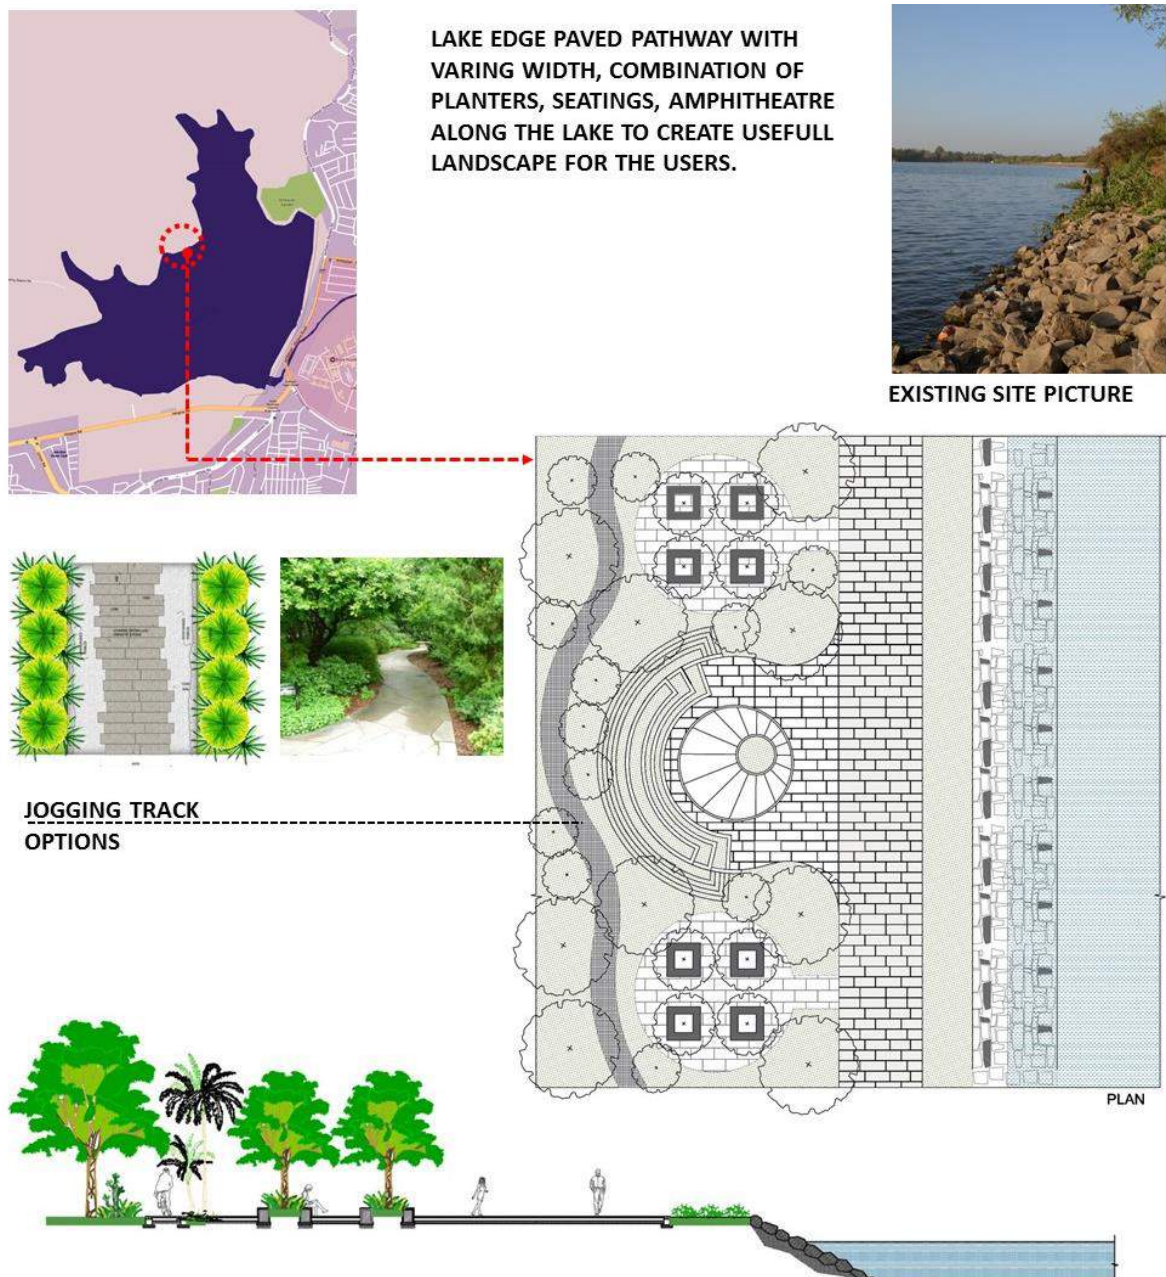 LAKE EDGE PAVED PATHWAY WITH
VARING WIDTH, COMBINATION OF
PLANTERS, SEATINGS, AMPHITHEATRE
ALONG THE LAKE TO CREATE USEFULL
LANDSCAPE FOR THE USERS.
EXISTING SITE PICTURE
JOGGING TRACK
OPTIONS
PLAN